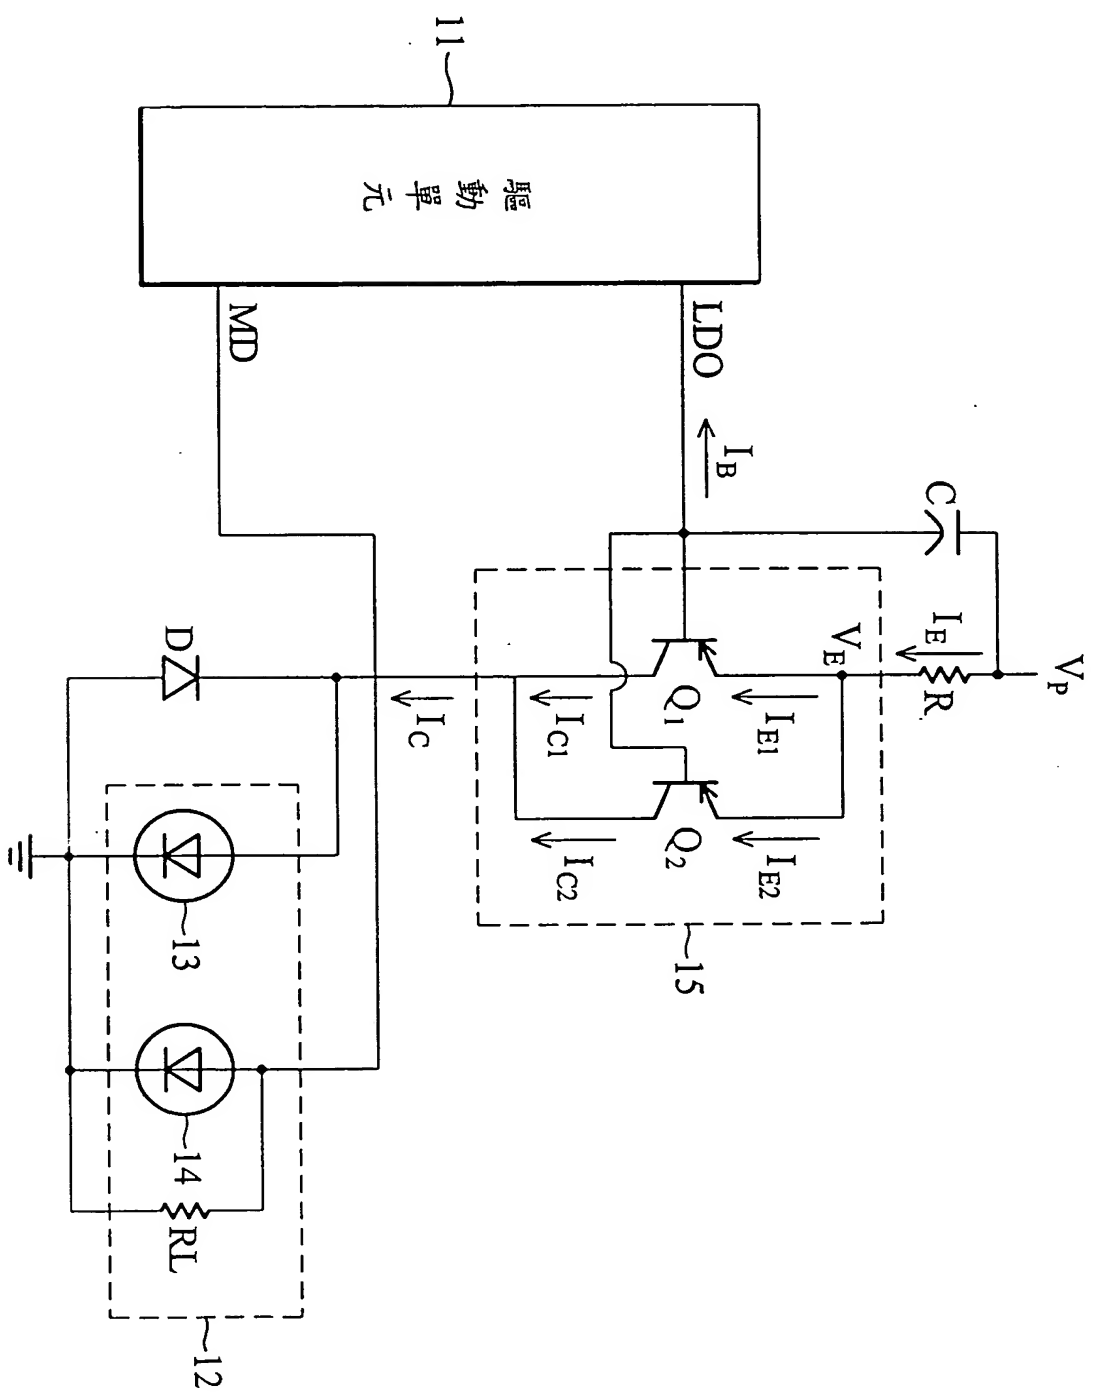 11
驅動單元
LDO
MD
I_B
C
V_P
I_E
R
V_E
I_E1
I_E2
Q_1
Q_2
I_C1
I_C2
I_C
15
D
13
14
RL
12